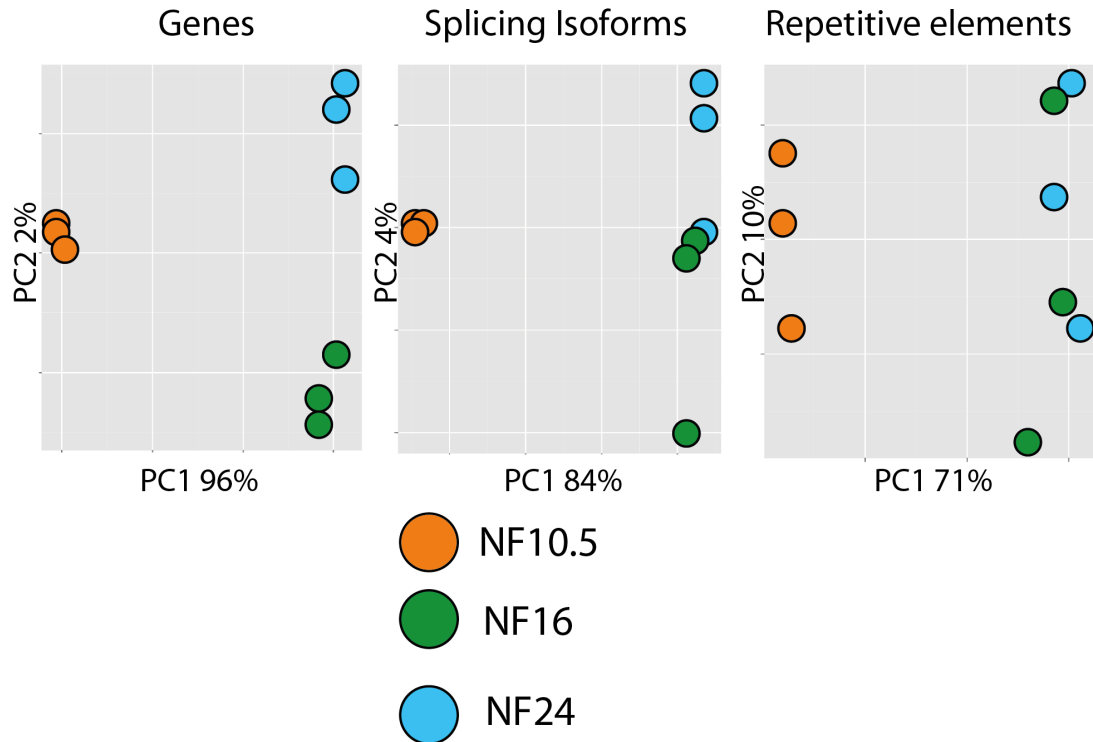 Genes
Splicing Isoforms
Repetitive elements
PC2 2%
PC2 4%
PC2 10%
PC1 96%
PC1 84%
PC1 71%
NF10.5
NF16
NF24